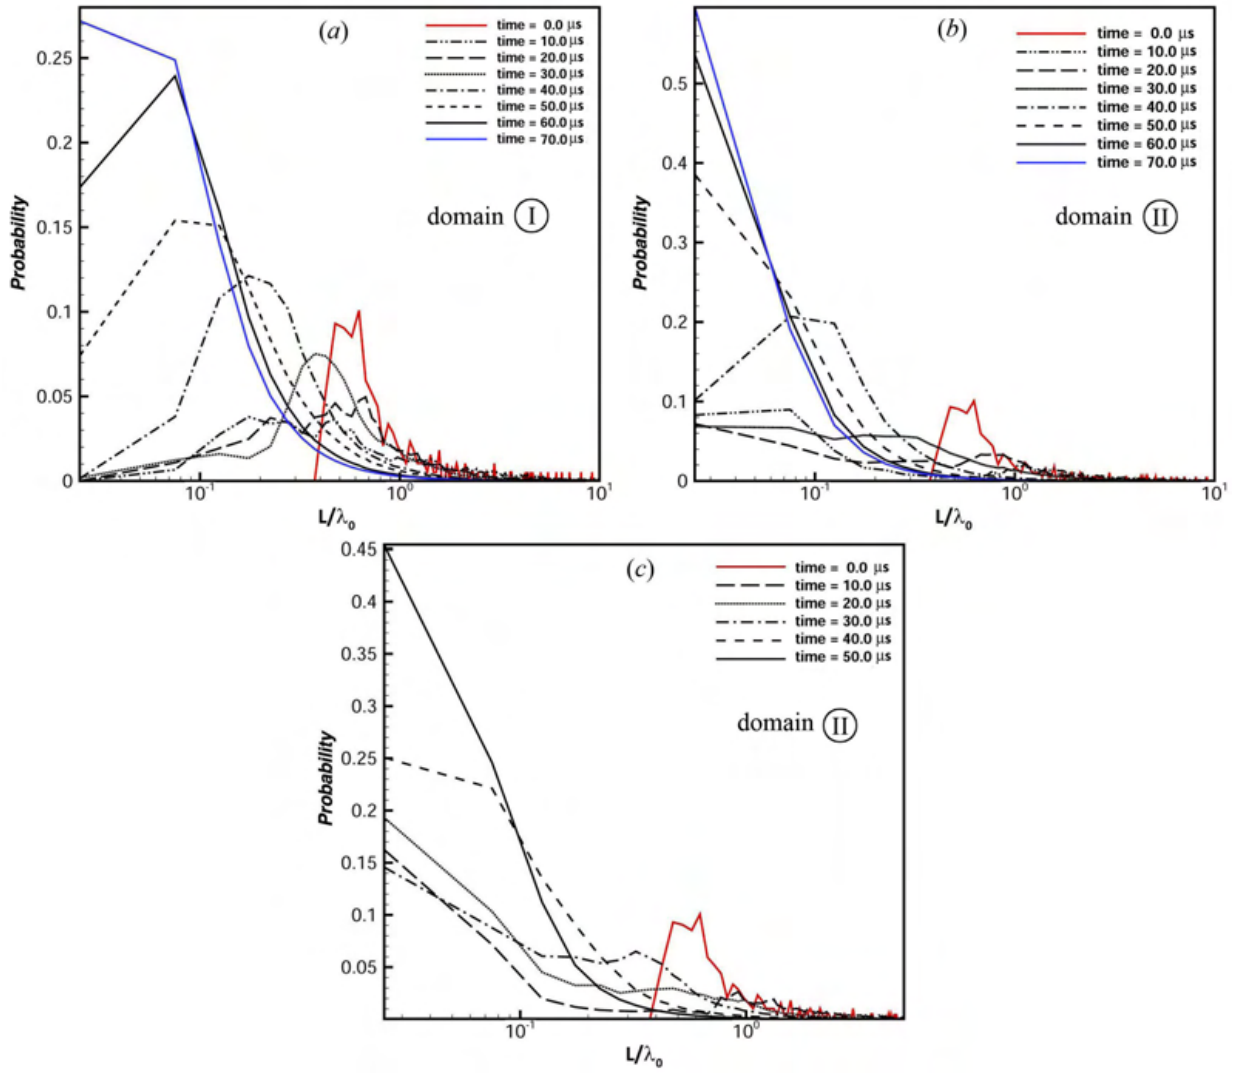 (a)
time = 0.0 μs
time = 10.0 μs
time = 20.0 μs
time = 30.0 μs
time = 40.0 μs
time = 50.0 μs
time = 60.0 μs
time = 70.0 μs
domain I
0.25
0.2
0.15
0.1
0.05
0
Probability
10⁻¹
10⁰
10¹
L/λ₀
(b)
time = 0.0 μs
time = 10.0 μs
time = 20.0 μs
time = 30.0 μs
time = 40.0 μs
time = 50.0 μs
time = 60.0 μs
time = 70.0 μs
domain II
0.5
0.4
0.3
0.2
0.1
0
Probability
10⁻¹
10⁰
10¹
L/λ₀
(c)
time = 0.0 μs
time = 10.0 μs
time = 20.0 μs
time = 30.0 μs
time = 40.0 μs
time = 50.0 μs
domain II
0.45
0.4
0.35
0.3
0.25
0.2
0.15
0.1
0.05
Probability
10⁻¹
10⁰
L/λ₀